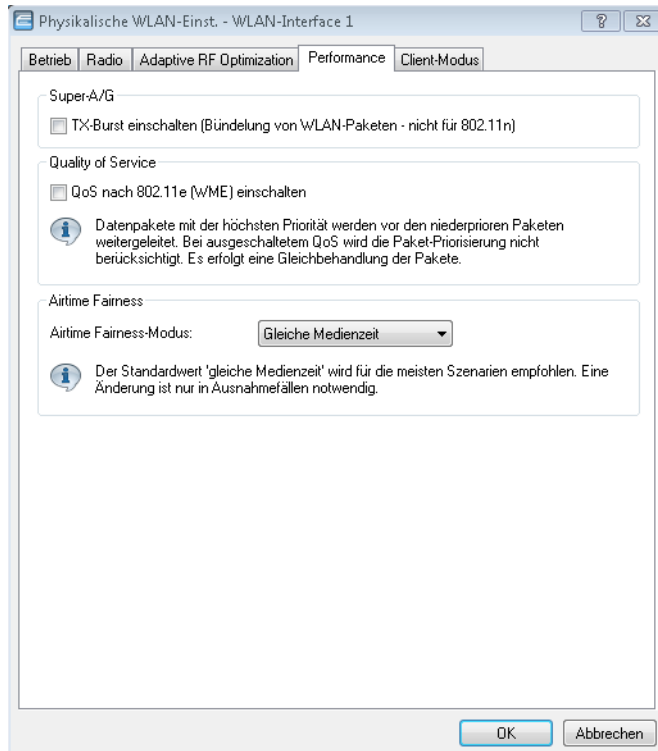 Physikalische WLAN-Einst. - WLAN-Interface 1
Betrieb Radio Adaptive RF Optimization Performance Client-Modus
Super-A/G
TX-Burst einschalten (Bündelung von WLAN-Paketen - nicht für 802.11n)
Quality of Service
QoS nach 802.11e (WME) einschalten
Datenpakete mit der höchsten Priorität werden vor den niederprioren Paketen
weitergeleitet. Bei ausgeschaltetem QoS wird die Paket-Priorisierung nicht
berücksichtigt. Es erfolgt eine Gleichbehandlung der Pakete.
Airtime Fairness
Airtime Fairness-Modus: Gleiche Medienzeit
Der Standardwert 'gleiche Medienzeit' wird für die meisten Szenarien empfohlen. Eine
Änderung ist nur in Ausnahmefällen notwendig.
OK Abbrechen